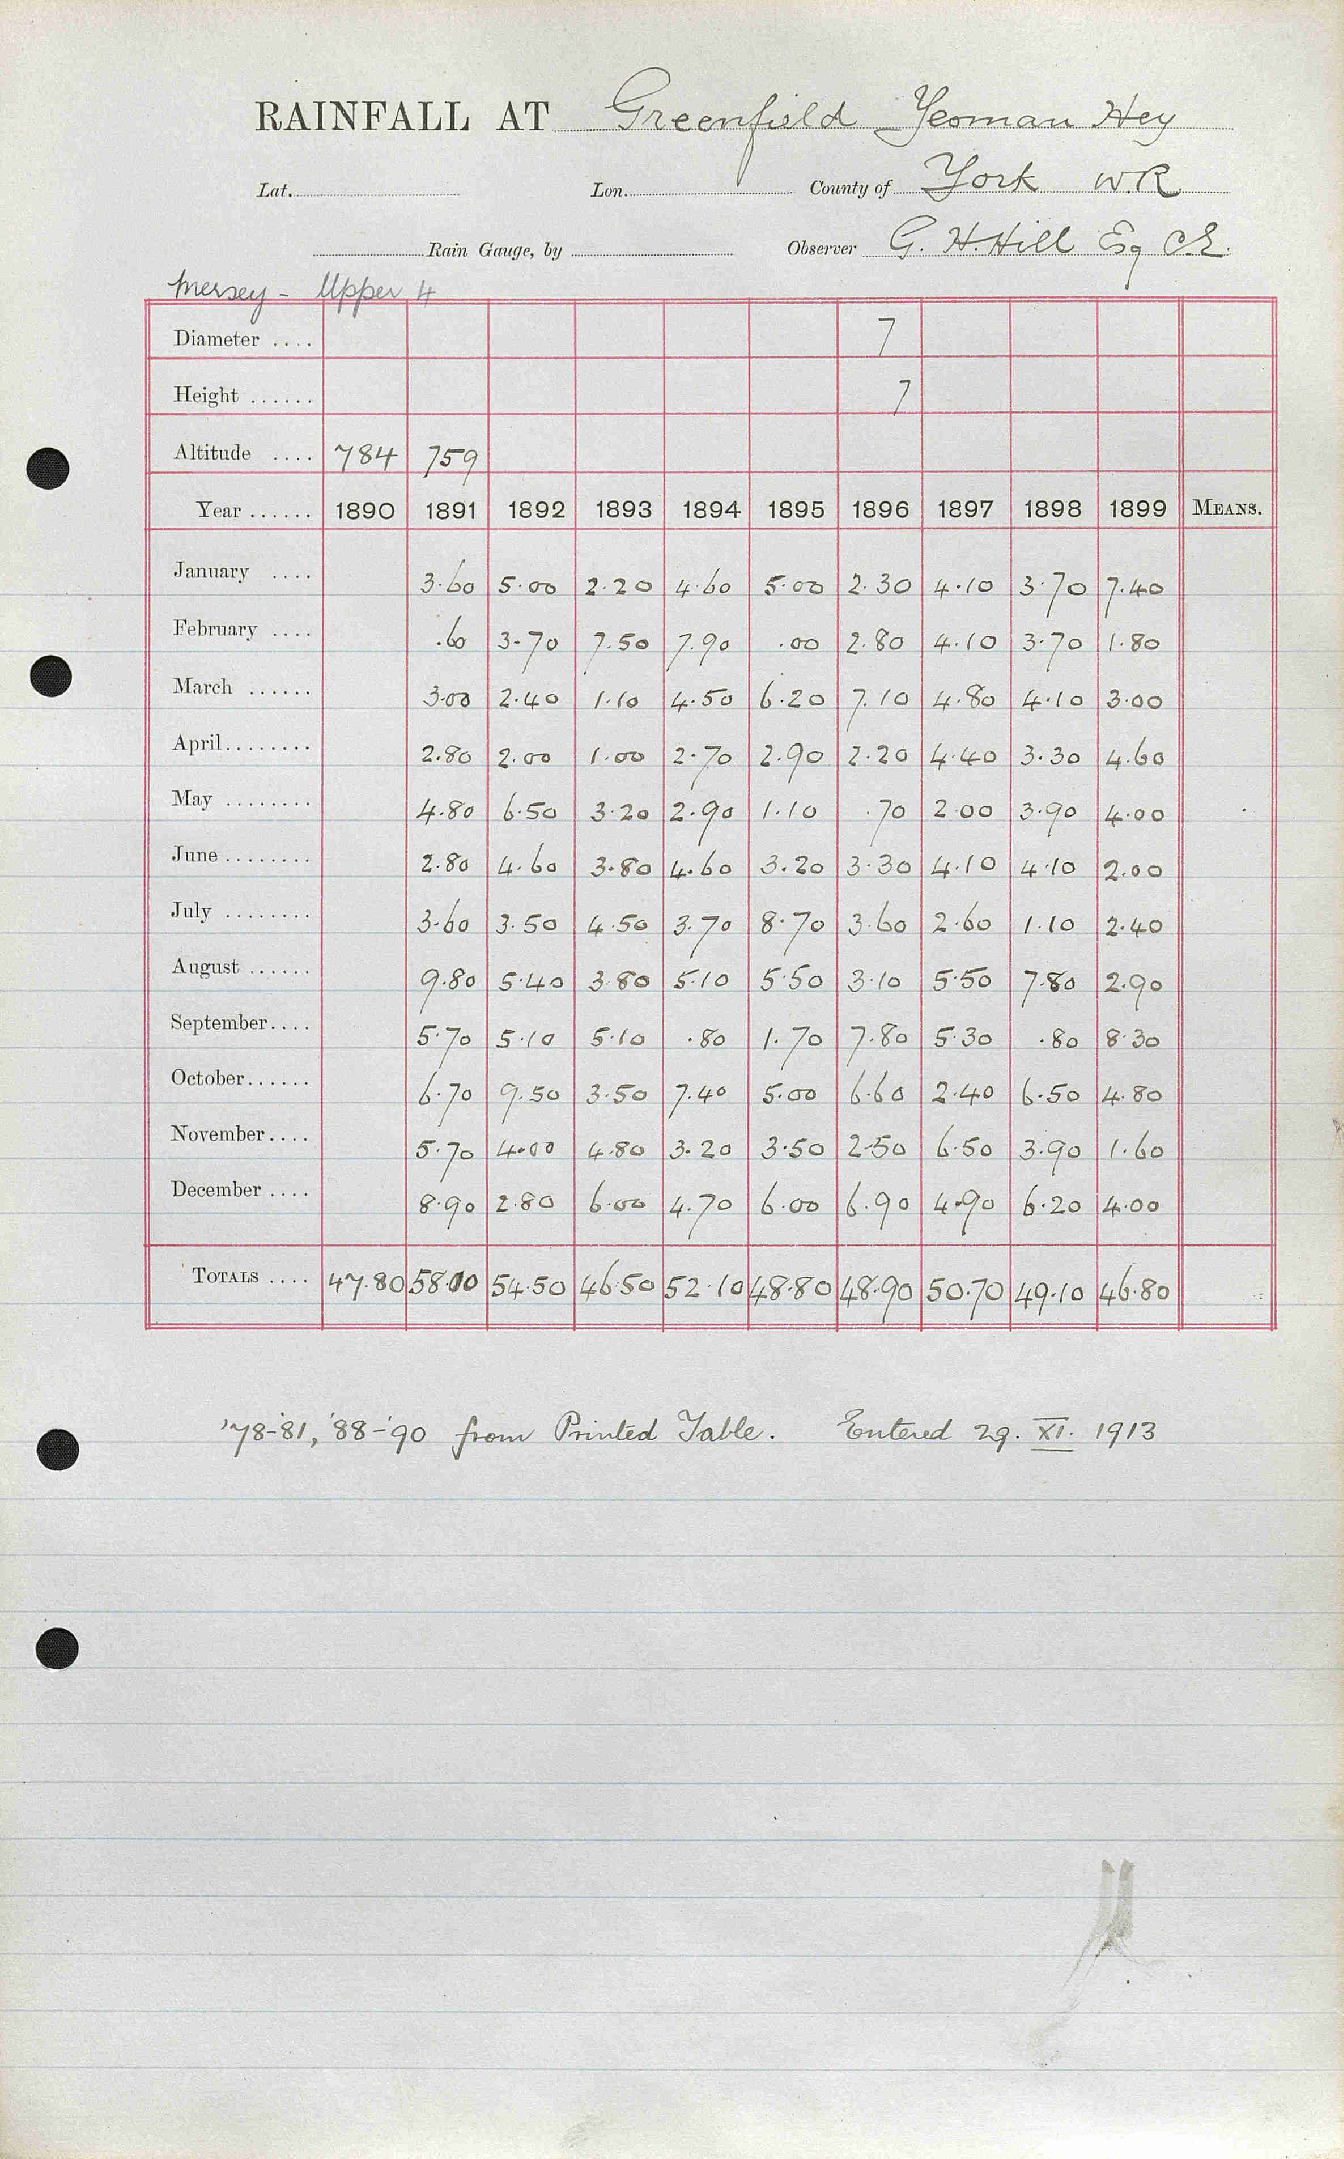 RAINFALL AT Greenfield Yeoman Hey
Lat. Lon. County of York W.R
Rain Gauge, by Observer G. H. Hill Esq C.E.
Mersey - Upper 4
Diameter .... 7
Height ...... 7
Altitude .... 784 759
Year ...... 1890 1891 1892 1893 1894 1895 1896 1897 1898 1899 MEANS.
January .... 3.60 5.00 2.20 4.60 5.00 2.30 4.10 3.70 7.40
February .... .60 3.70 7.50 7.90 .00 2.80 4.10 3.70 1.80
March ...... 3.00 2.40 1.10 4.50 6.20 7.10 4.80 4.10 3.00
April........ 2.80 2.00 1.00 2.70 2.90 2.20 4.40 3.30 4.60
May ........ 4.80 6.50 3.20 2.90 1.10 .70 2.00 3.90 4.00
June ........ 2.80 4.60 3.80 4.60 3.20 3.30 4.10 4.10 2.00
July ........ 3.60 3.50 4.50 3.70 8.70 3.60 2.60 1.10 2.40
August ...... 9.80 5.40 3.80 5.10 5.50 3.10 5.50 7.80 2.90
September.... 5.70 5.10 5.10 .80 1.70 7.80 5.30 .80 8.30
October...... 6.70 9.50 3.50 7.40 5.00 6.60 2.40 6.50 4.80
November.... 5.70 4.00 4.80 3.20 3.50 2.50 6.50 3.90 1.60
December .... 8.90 2.80 6.00 4.70 6.00 6.90 4.90 6.20 4.00
TOTALS .... 47.80 58.00 54.50 46.50 52.10 48.80 48.90 50.70 49.10 46.80
'78-'81, '88-'90 from Printed Table. Entered 29. XI. 1913